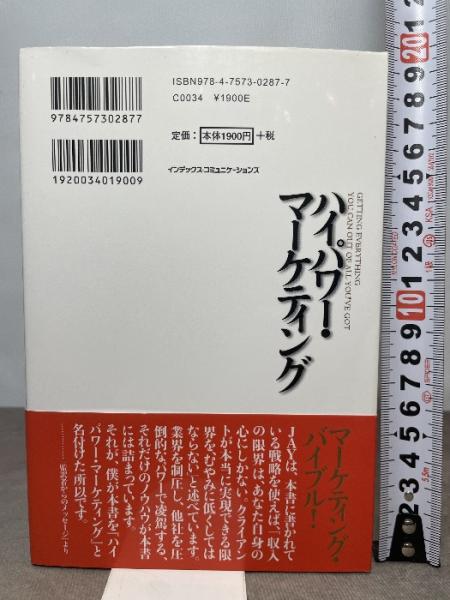 ISBN978-4-7573-0287-7
C0034 ¥1900E
定価：本体1900円+税
インデックス・コミュニケーションズ
9784757302877
1920034019009
GETTING EVERYTHING
YOU CAN OUT OF ALL YOU'VE GOT
ハイパワー・
マーケティング
マーケティング・
バイブル！
JAYは、本書に書かれて
いる戦略を使えば、「収入
の限界は、あなた自身の
心にしかない。クライアン
トが本当に実現できる限
界をむやみに低くしては
ならない」と述べています。
業界を制圧し、他社を圧
倒的なパワーで凌駕する、
それだけのノウハウが本書
には詰まっています。
それが、僕が本書を「ハイ
パワー・マーケティング」と
名付けた所以です。
………監訳者からのメッセージより